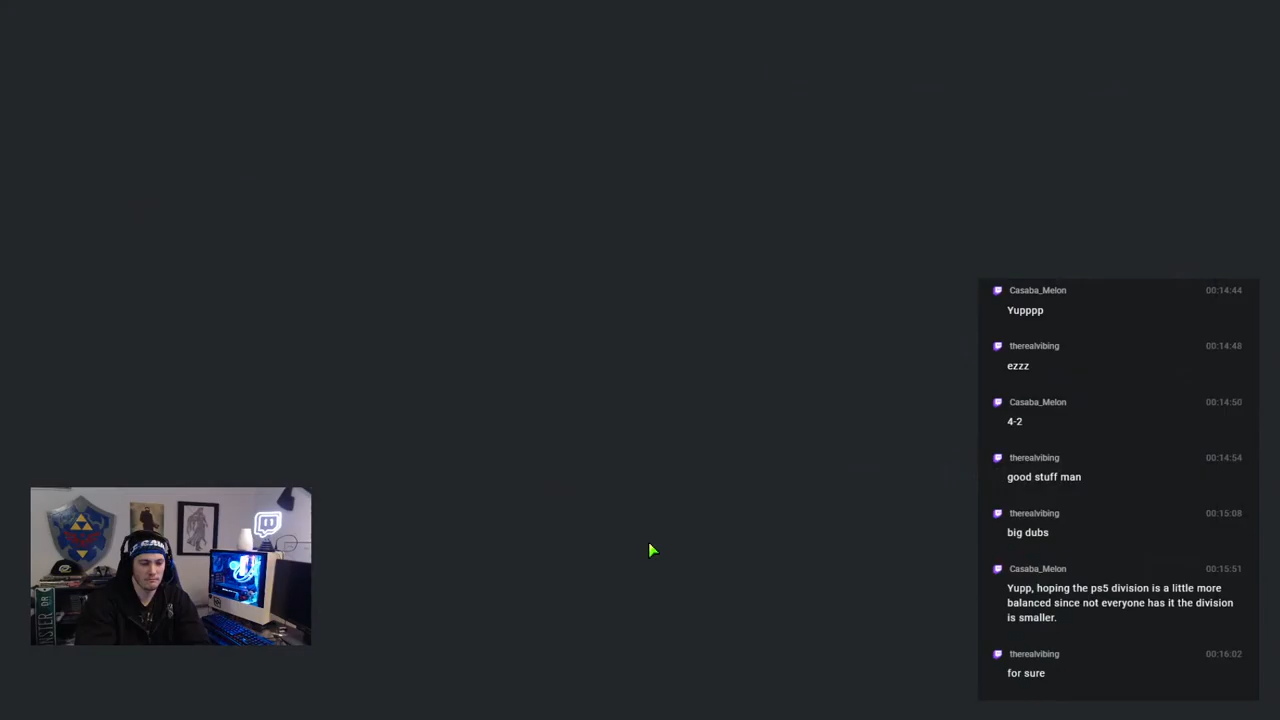 Casaba_Melon 00:14:44
Yupppp
therealvibing 00:14:48
ezzz
Casaba_Melon 00:14:50
4-2
therealvibing 00:14:54
good stuff man
therealvibing 00:15:08
big dubs
Casaba_Melon 00:15:51
Yupp, hoping the ps5 division is a little more
balanced since not everyone has it the division
is smaller.
therealvibing 00:16:02
for sure